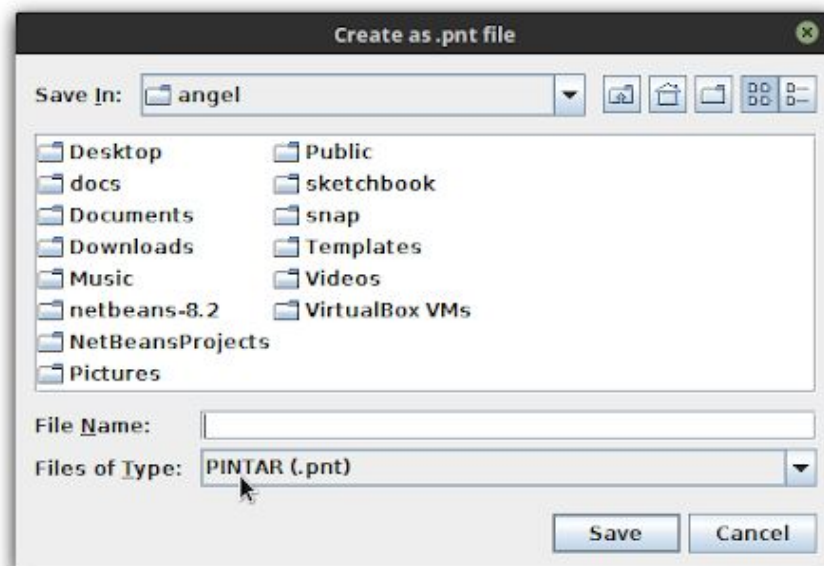 Create as .pnt file
Save In: angel
Desktop
docs
Documents
Downloads
Music
netbeans-8.2
NetBeansProjects
Pictures
Public
sketchbook
snap
Templates
Videos
VirtualBox VMs
File Name:
Files of Type: PINTAR (.pnt)
Save Cancel